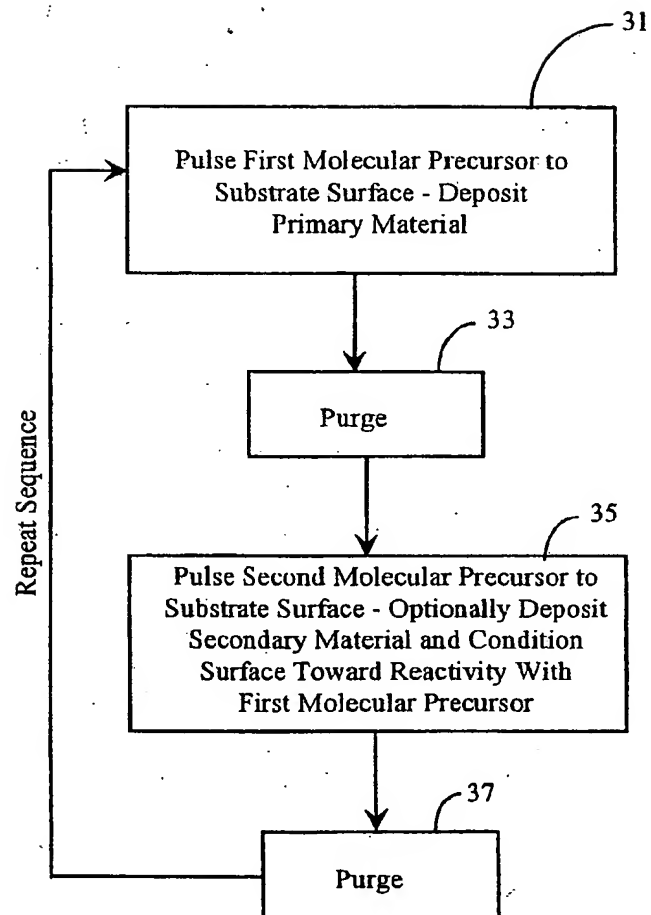 31
Pulse First Molecular Precursor to
Substrate Surface - Deposit
Primary Material
33
Purge
35
Pulse Second Molecular Precursor to
Substrate Surface - Optionally Deposit
Secondary Material and Condition
Surface Toward Reactivity With
First Molecular Precursor
37
Purge
Repeat Sequence